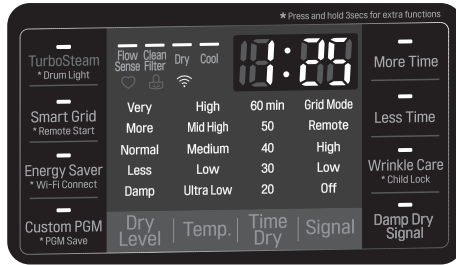 * Press and hold 3secs for extra functions
TurboSteam
* Drum Light
Smart Grid
* Remote Start
Energy Saver
* Wi-Fi Connect
Custom PGM
* PGM Save
Flow Sense
Clean Filter
Dry
Cool
1:25
Very High 60 min Grid Mode
More Mid High 50 Remote
Normal Medium 40 High
Less Low 30 Low
Damp Ultra Low 20 Off
Dry Level
Temp.
Time Dry
Signal
More Time
Less Time
Wrinkle Care
* Child Lock
Damp Dry
Signal